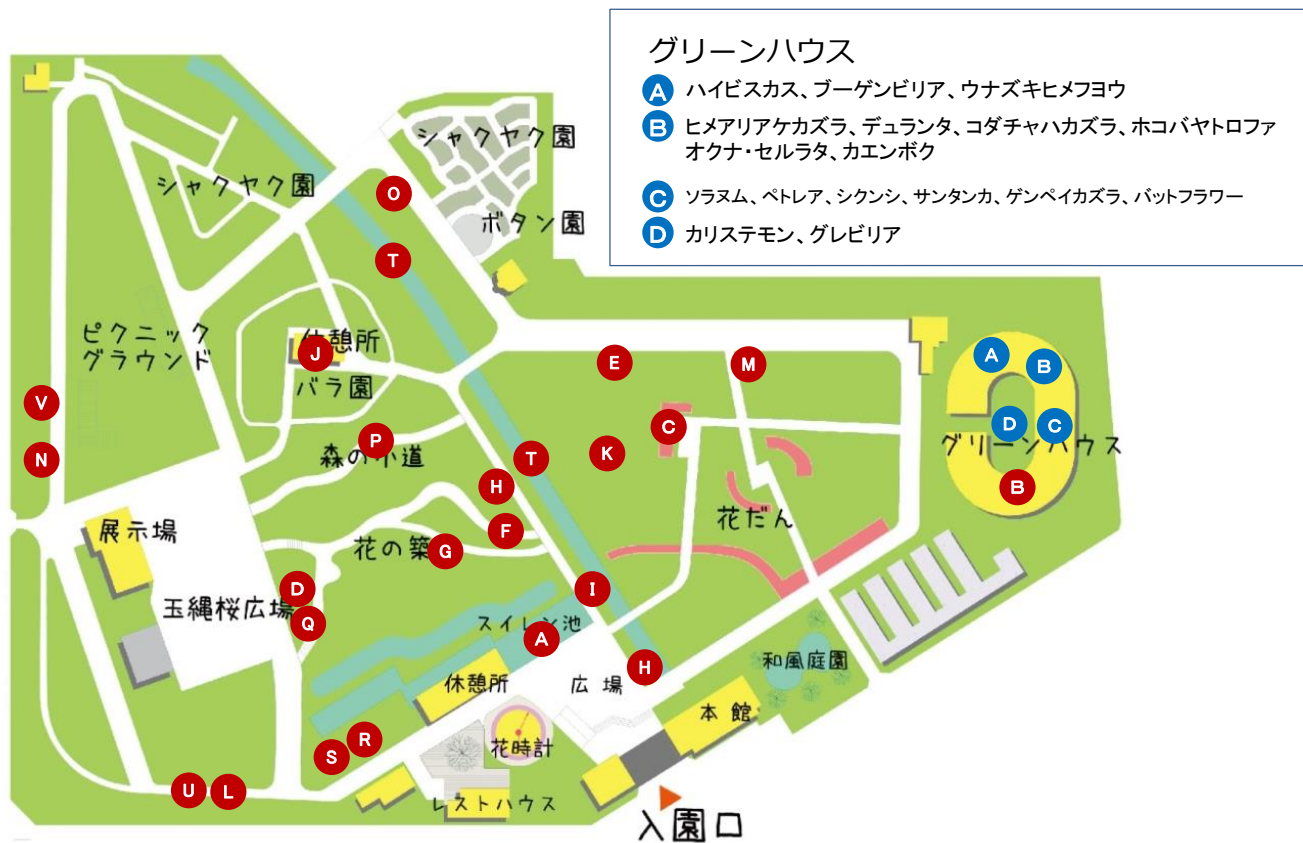 グリーンハウス
A ハイビスカス、ブーゲンビリア、ウナズキヒメフヨウ
B ヒメアリアケカズラ、デュランタ、コダチャハカズラ、ホコバヤトロファ
オクナ・セルラタ、カエンボク
C ソラヌム、ペトレア、シクンシ、サンタンカ、ゲンペイカズラ、バットフラワー
D カリステモン、グレビリア
シャクヤク園
シャクヤク園
O
ボタン園
T
ピクニック
グラウンド
休憩所
J
バラ園
E
M
A
B
V
C
D
C
グリーンハウス
N
P
森の小道
T
K
H
B
展示場
F
花だん
花の築
G
D
I
玉縄桜広場
Q
スイレン池
A
H
和風庭園
休憩所
広場
本館
S
R
花時計
U
L
レストハウス
入園口